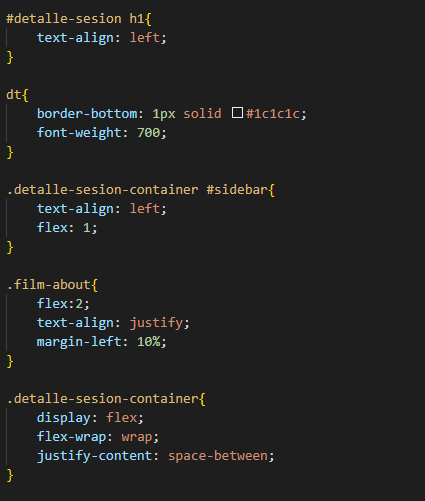 #detalle-sesion h1{
    text-align: left;
}

dt{
    border-bottom: 1px solid #1c1c1c;
    font-weight: 700;
}

.detalle-sesion-container #sidebar{
    text-align: left;
    flex: 1;
}

.film-about{
    flex:2;
    text-align: justify;
    margin-left: 10%;
}

.detalle-sesion-container{
    display: flex;
    flex-wrap: wrap;
    justify-content: space-between;
}